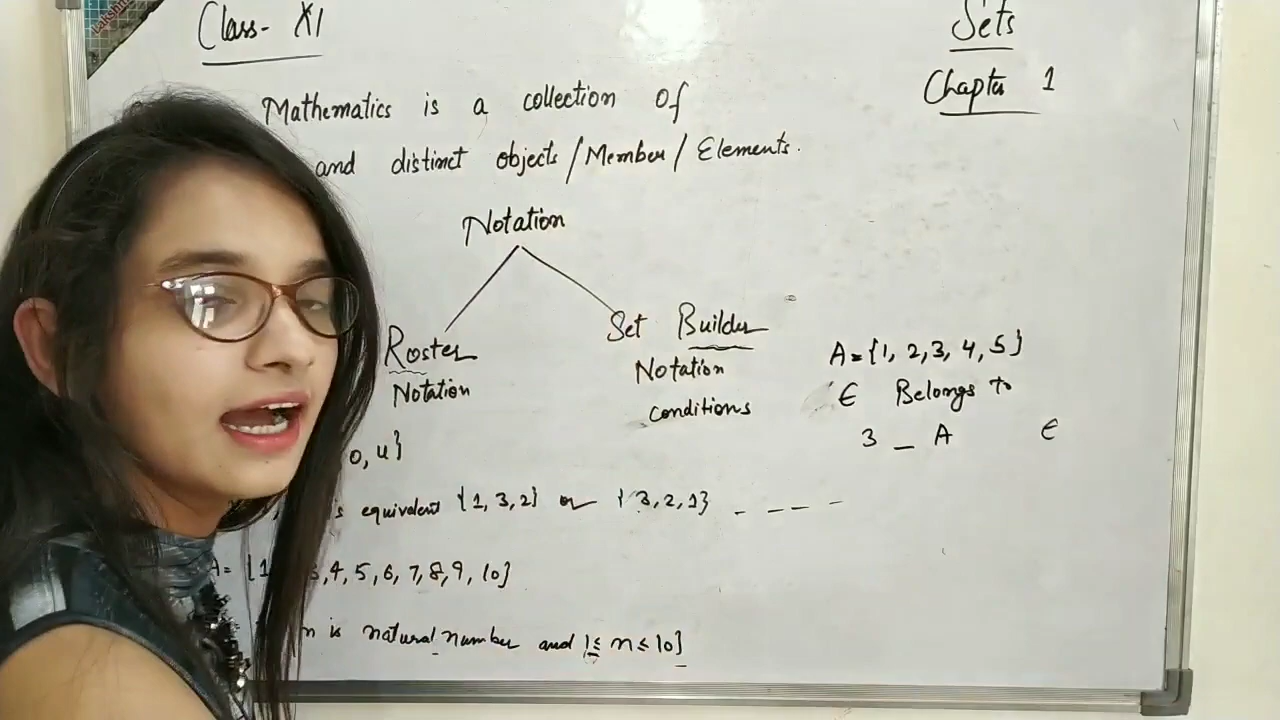 Class- XI
Sets
Chapter 1
Mathematics is a collection of
and distinct objects/Member/Elements.
Notation
Roster
Notation
Set Builder
Notation
conditions
A={1, 2,3, 4,5}
∈ Belongs to
3 _ A ∈
o, u}
s equivalent {1, 3,2} or {3,2,1} _ _ _ _
A= {1 3,4,5,6,7,8,9, 10}
n is natural number and 1≤ n ≤ 10}